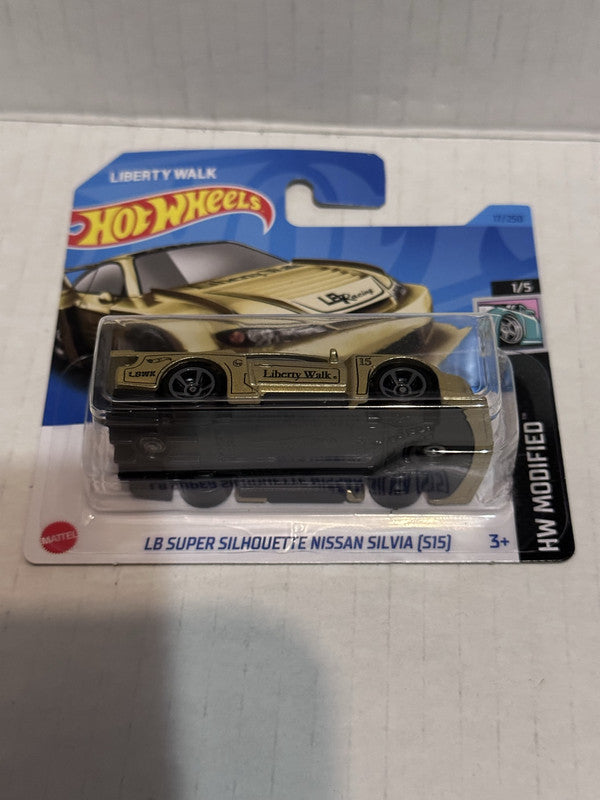 LIBERTY WALK
HOT WHEELS
17/250
1/5
LB Racing
15
LBWK
Liberty Walk.
HW MODIFIED™
MATTEL
LB SUPER SILHOUETTE NISSAN SILVIA (S15)
3+